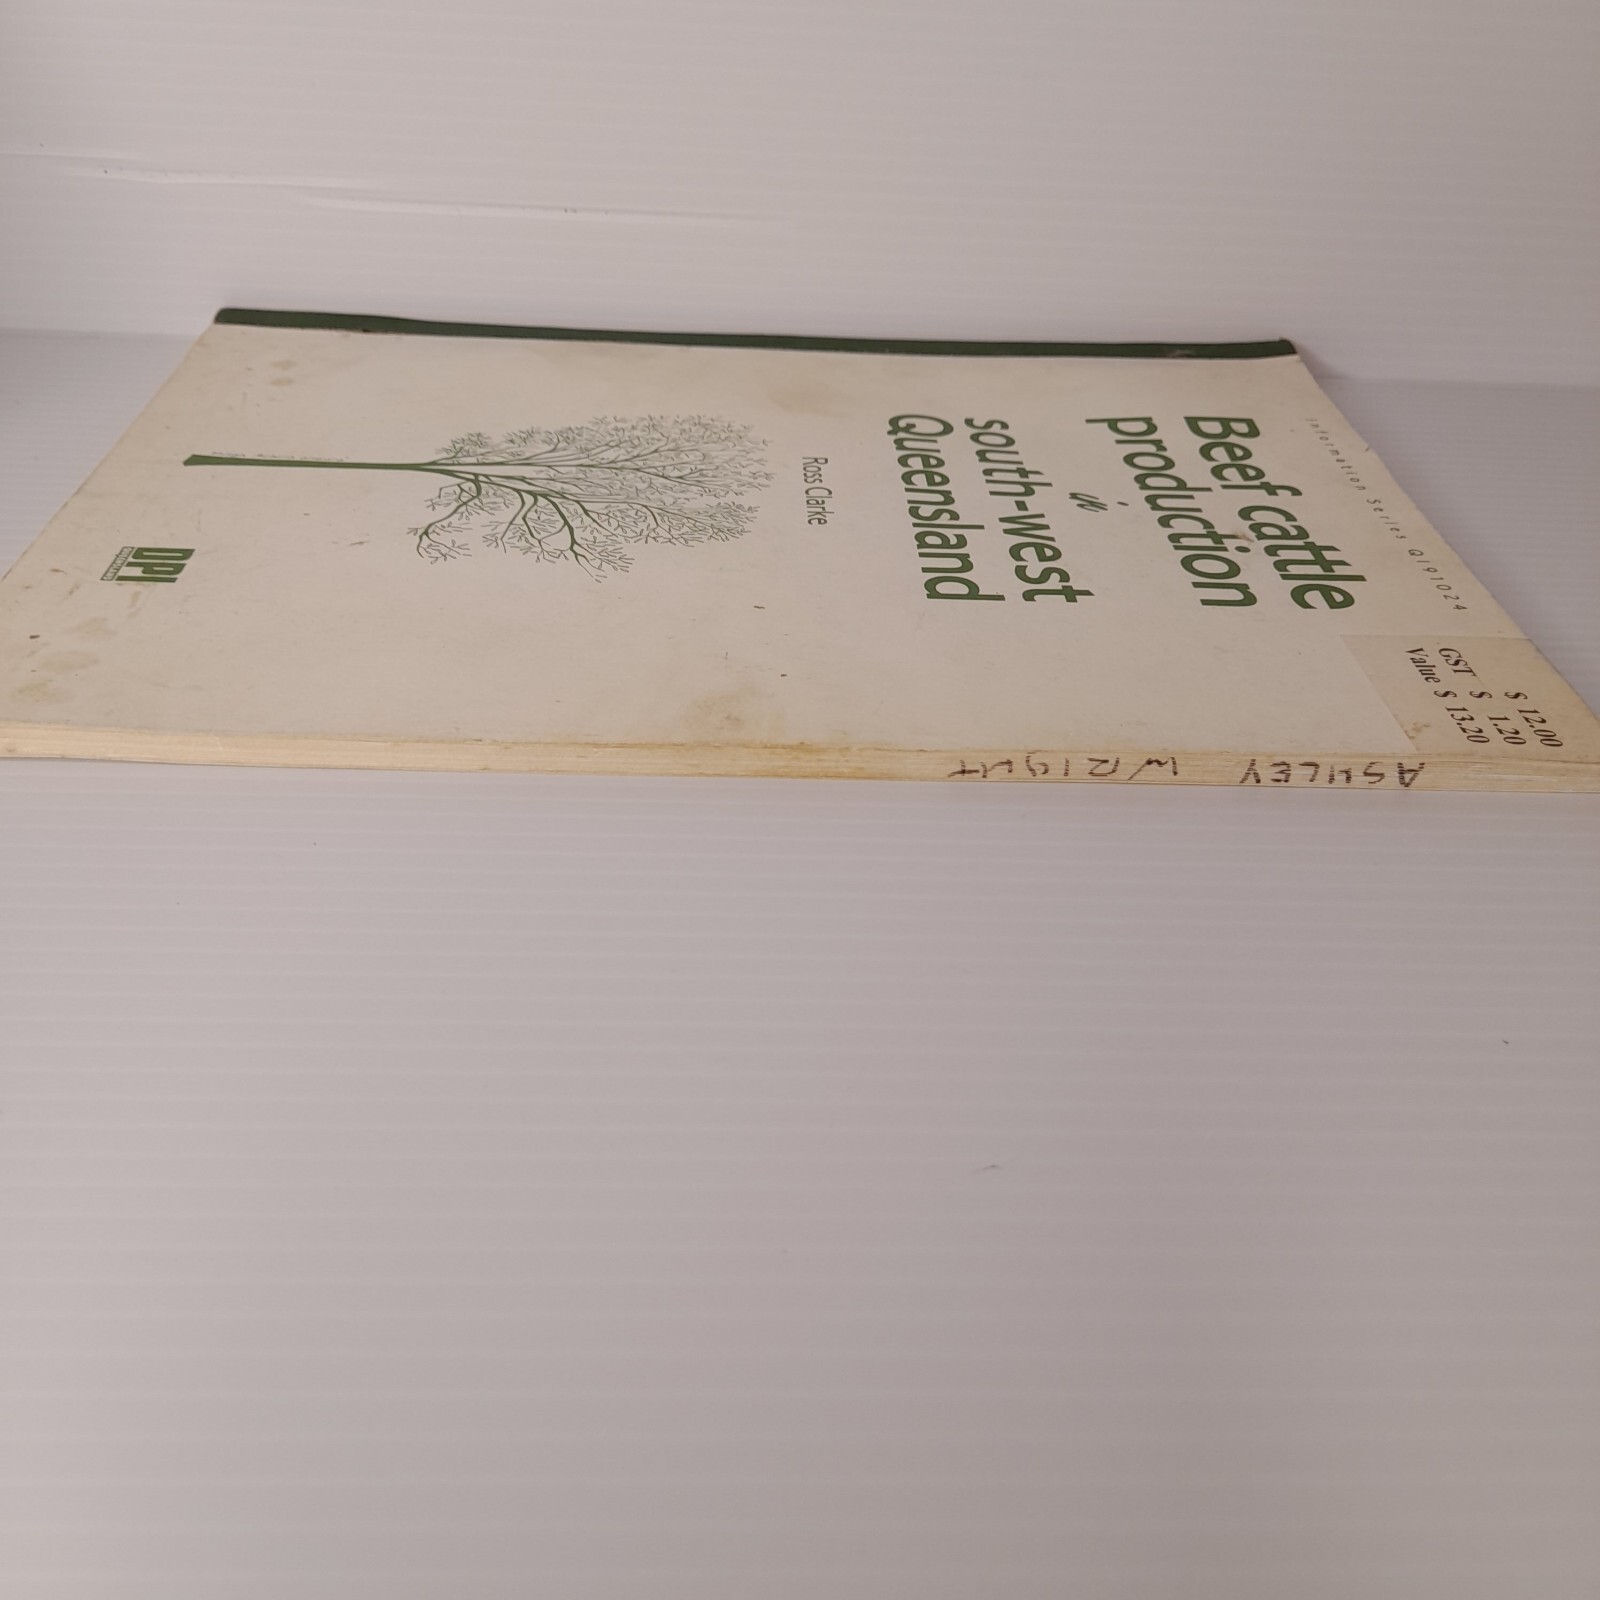 Information Series QI91024
Beef cattle
production
in
south-west
Queensland
Ross Clarke
DPI
QUEENSLAND
$ 12.00
GST $ 1.20
Value $ 13.20
ASHLEY WRIGHT